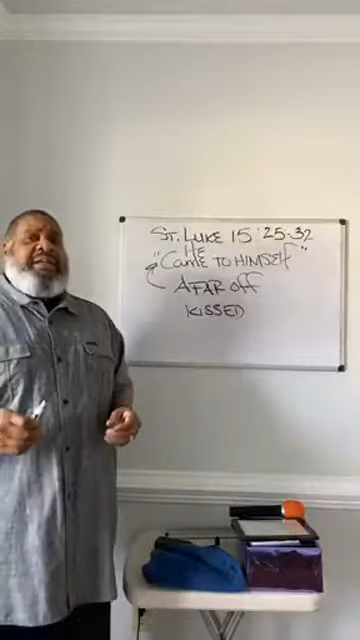 ST. LUKE 15:25-32
HE
"CAME TO HIMSELF"
AFAR OFF
KISSED